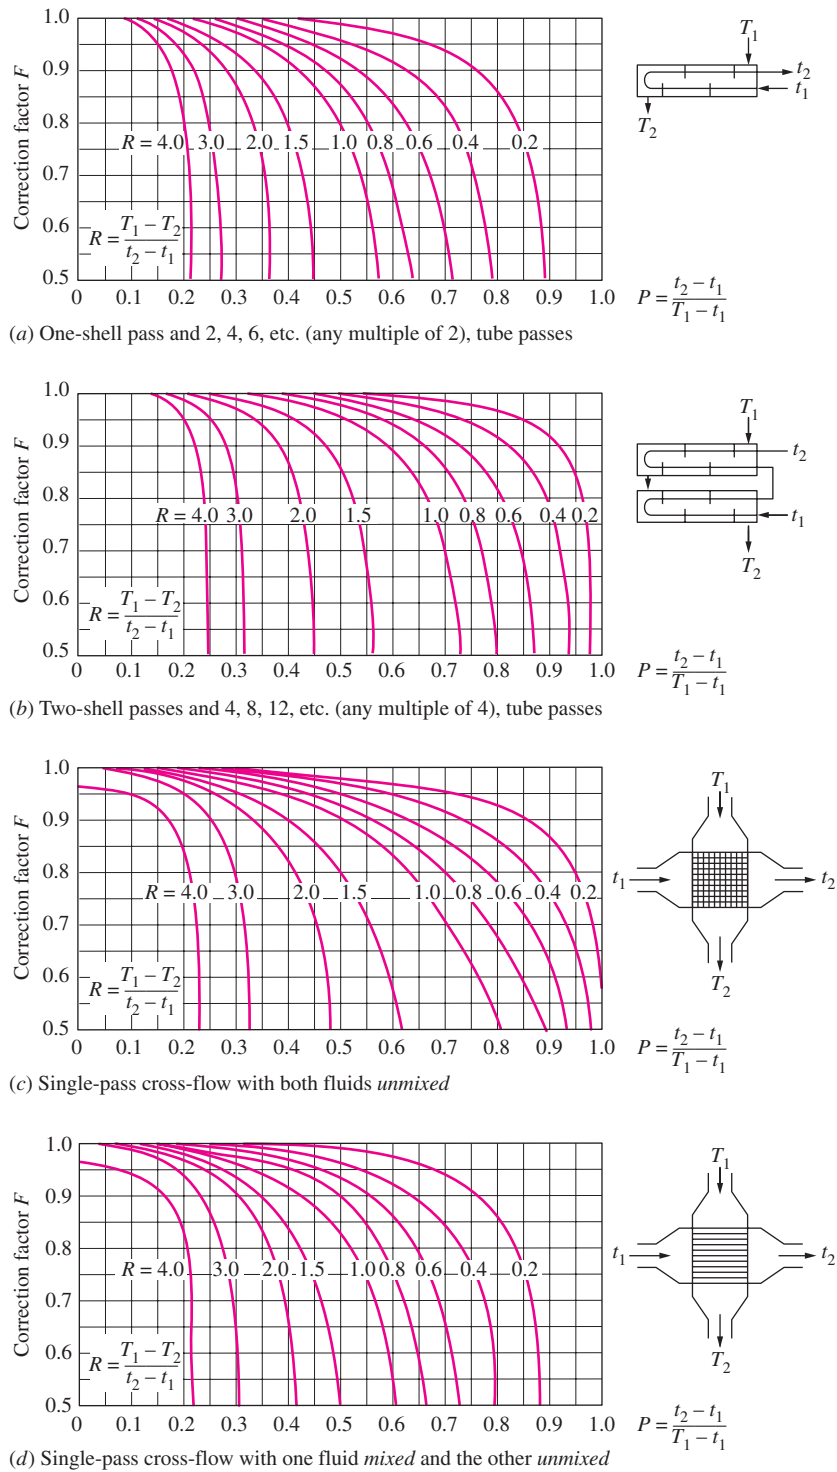 Correction factor F
1.0
0.9
0.8
0.7
0.6
0.5
R = 4.0 3.0 2.0 1.5 1.0 0.8 0.6 0.4 0.2
R = (T1 − T2) / (t2 − t1)
0 0.1 0.2 0.3 0.4 0.5 0.6 0.7 0.8 0.9 1.0
T1
t2
t1
T2
P = (t2 − t1) / (T1 − t1)
(a) One-shell pass and 2, 4, 6, etc. (any multiple of 2), tube passes
Correction factor F
1.0
0.9
0.8
0.7
0.6
0.5
R = 4.0 3.0 2.0 1.5 1.0 0.8 0.6 0.4 0.2
R = (T1 − T2) / (t2 − t1)
0 0.1 0.2 0.3 0.4 0.5 0.6 0.7 0.8 0.9 1.0
T1
t2
t1
T2
P = (t2 − t1) / (T1 − t1)
(b) Two-shell passes and 4, 8, 12, etc. (any multiple of 4), tube passes
Correction factor F
1.0
0.9
0.8
0.7
0.6
0.5
R = 4.0 3.0 2.0 1.5 1.0 0.8 0.6 0.4 0.2
R = (T1 − T2) / (t2 − t1)
0 0.1 0.2 0.3 0.4 0.5 0.6 0.7 0.8 0.9 1.0
T1
t1 t2
T2
P = (t2 − t1) / (T1 − t1)
(c) Single-pass cross-flow with both fluids unmixed
Correction factor F
1.0
0.9
0.8
0.7
0.6
0.5
R = 4.0 3.0 2.0 1.5 1.0 0.8 0.6 0.4 0.2
R = (T1 − T2) / (t2 − t1)
0 0.1 0.2 0.3 0.4 0.5 0.6 0.7 0.8 0.9 1.0
T1
t1 t2
T2
P = (t2 − t1) / (T1 − t1)
(d) Single-pass cross-flow with one fluid mixed and the other unmixed